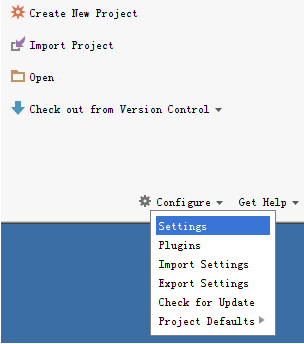 Create New Project
Import Project
Open
Check out from Version Control
Configure Get Help
Settings
Plugins
Import Settings
Export Settings
Check for Update
Project Defaults